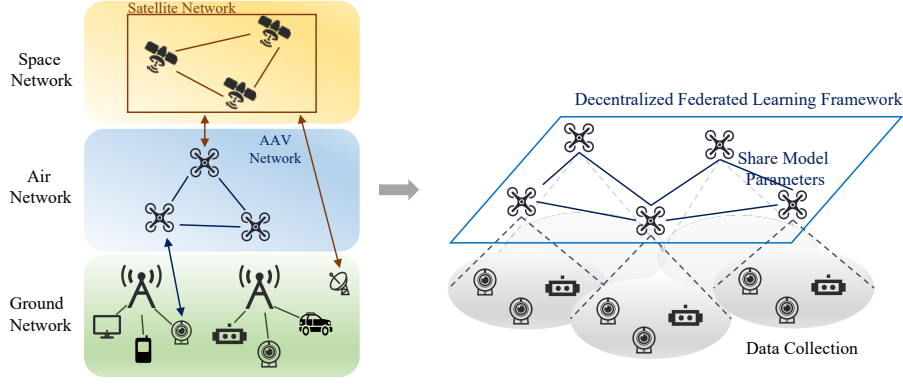 Satellite Network
Space
Network
AAV
Network
Air
Network
Ground
Network
Decentralized Federated Learning Framework
Share Model
Parameters
Data Collection